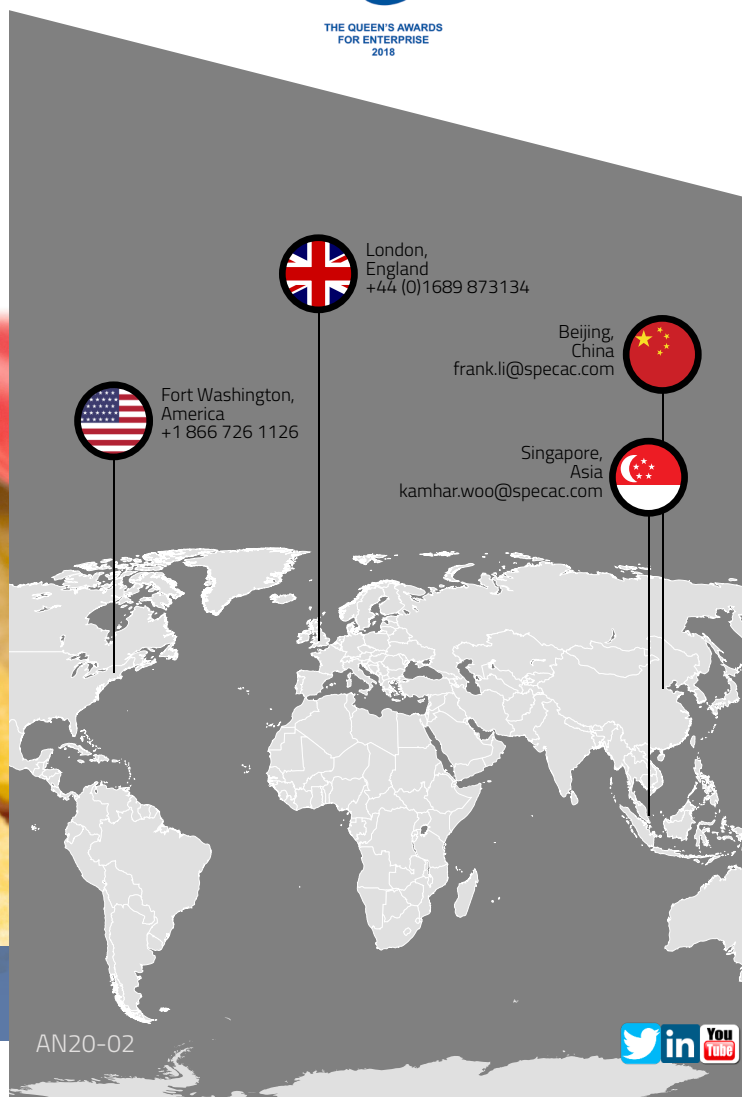 THE QUEEN'S AWARDS
FOR ENTERPRISE
2018
London,
England
+44 (0)1689 873134
Beijing,
China
frank.li@specac.com
Fort Washington,
America
+1 866 726 1126
Singapore,
Asia
kamhar.woo@specac.com
AN20-02
in
You
Tube